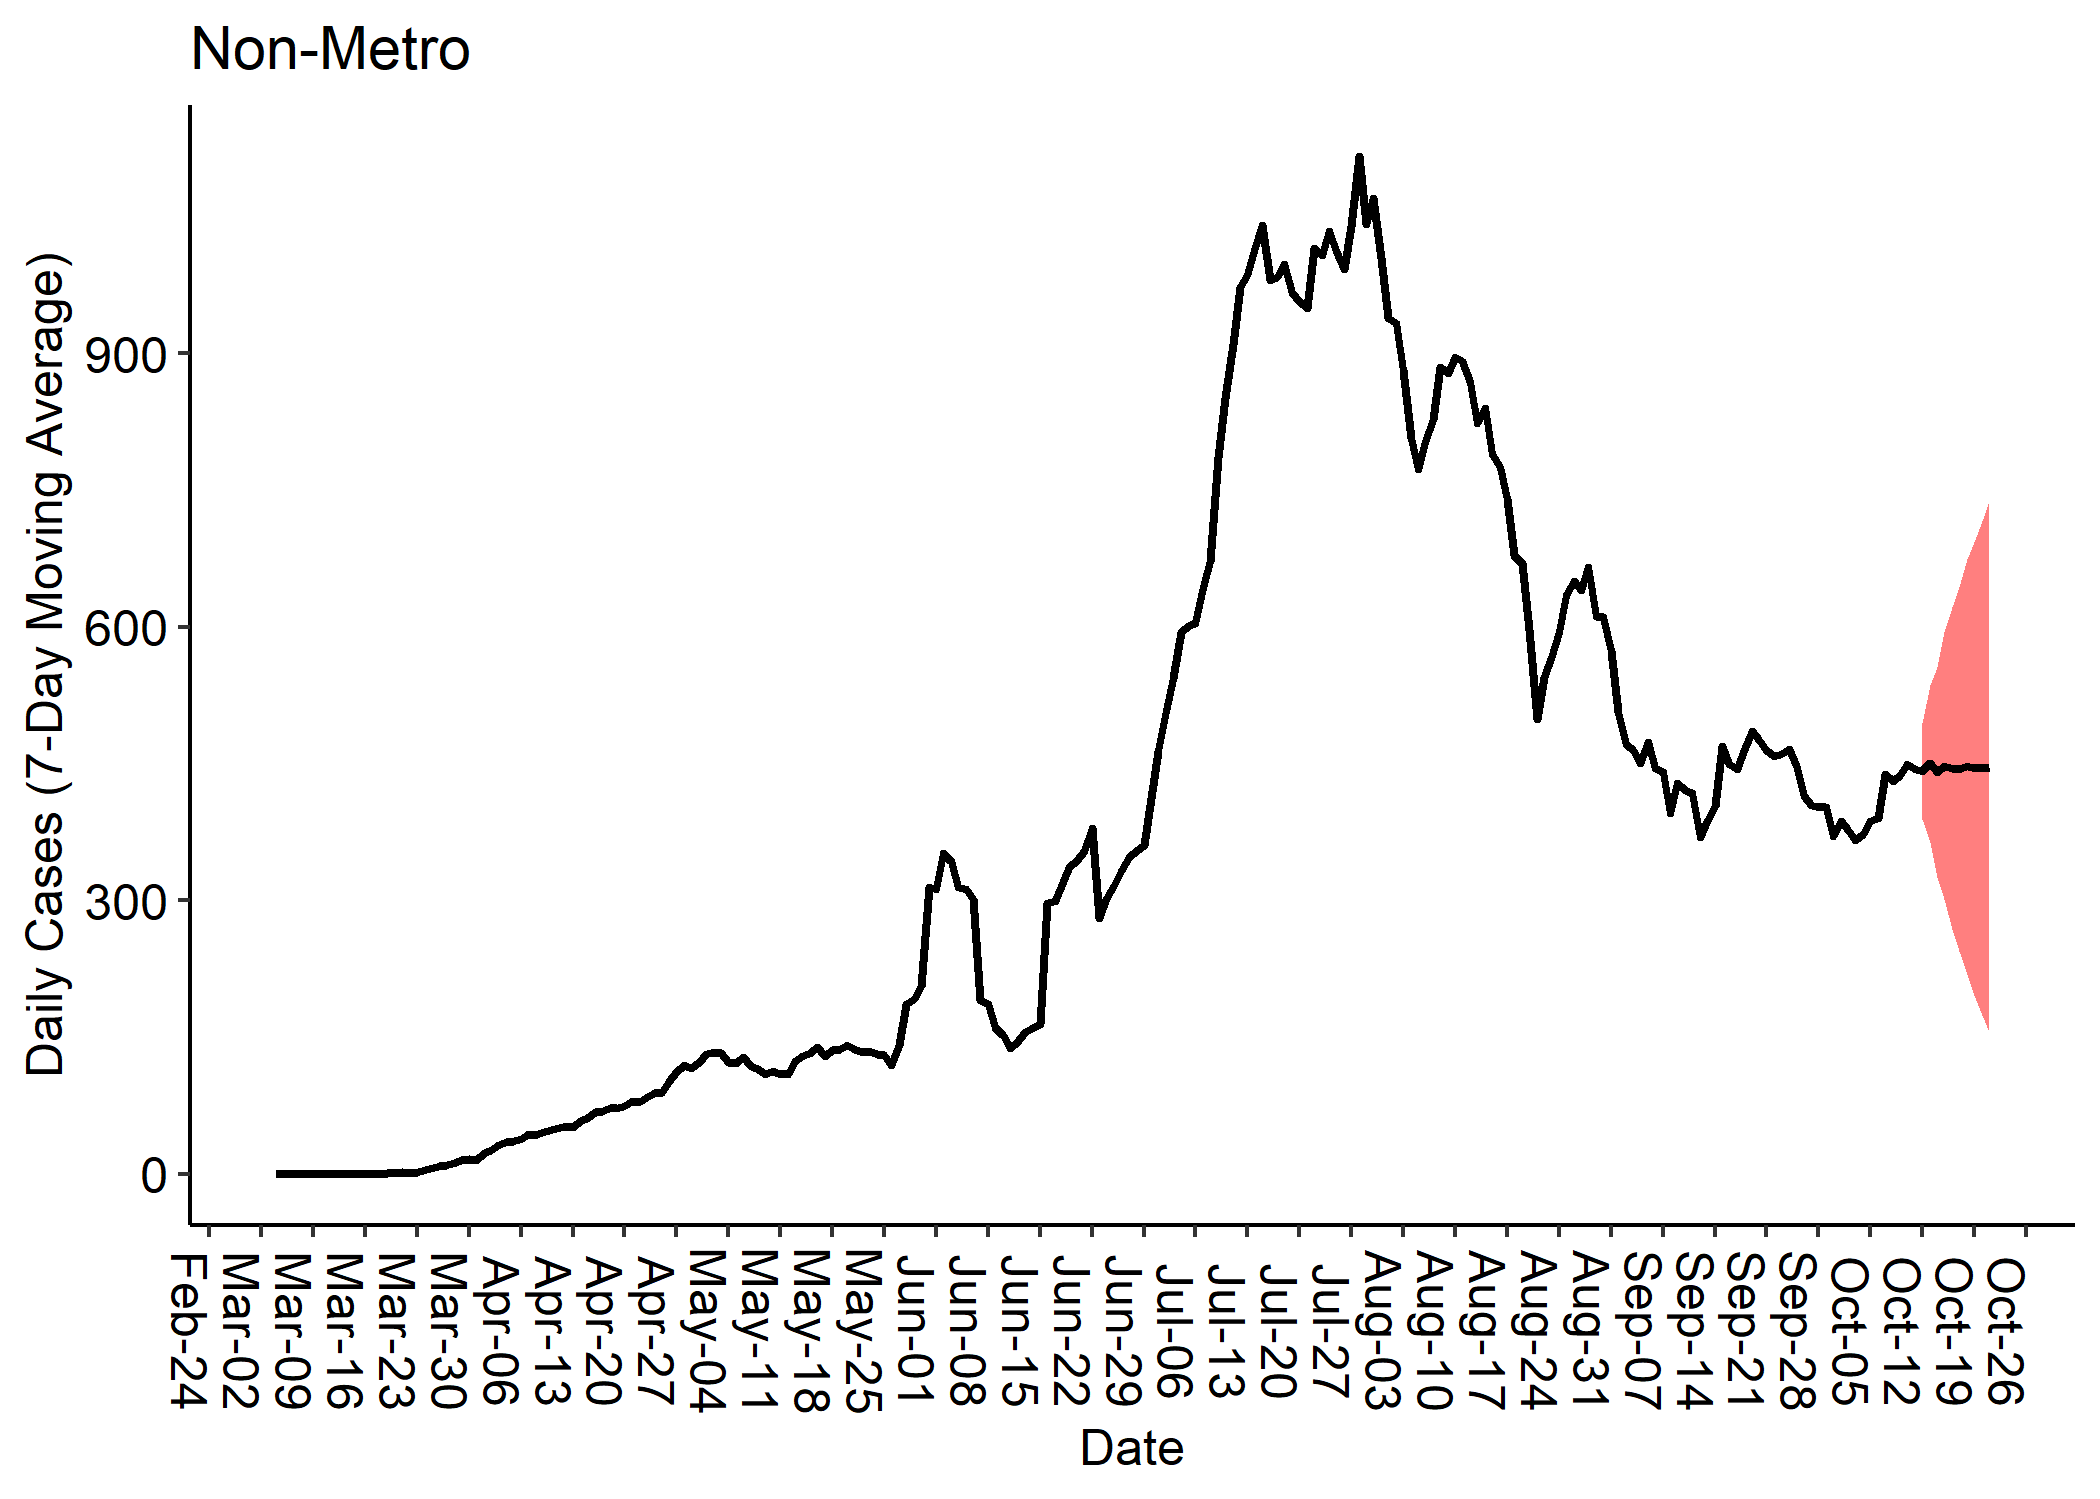 Non-Metro
Daily Cases (7-Day Moving Average)
900
600
300
0
Feb-24
Mar-02
Mar-09
Mar-16
Mar-23
Mar-30
Apr-06
Apr-13
Apr-20
Apr-27
May-04
May-11
May-18
May-25
Jun-01
Jun-08
Jun-15
Jun-22
Jun-29
Jul-06
Jul-13
Jul-20
Jul-27
Aug-03
Aug-10
Aug-17
Aug-24
Aug-31
Sep-07
Sep-14
Sep-21
Sep-28
Oct-05
Oct-12
Oct-19
Oct-26
Date